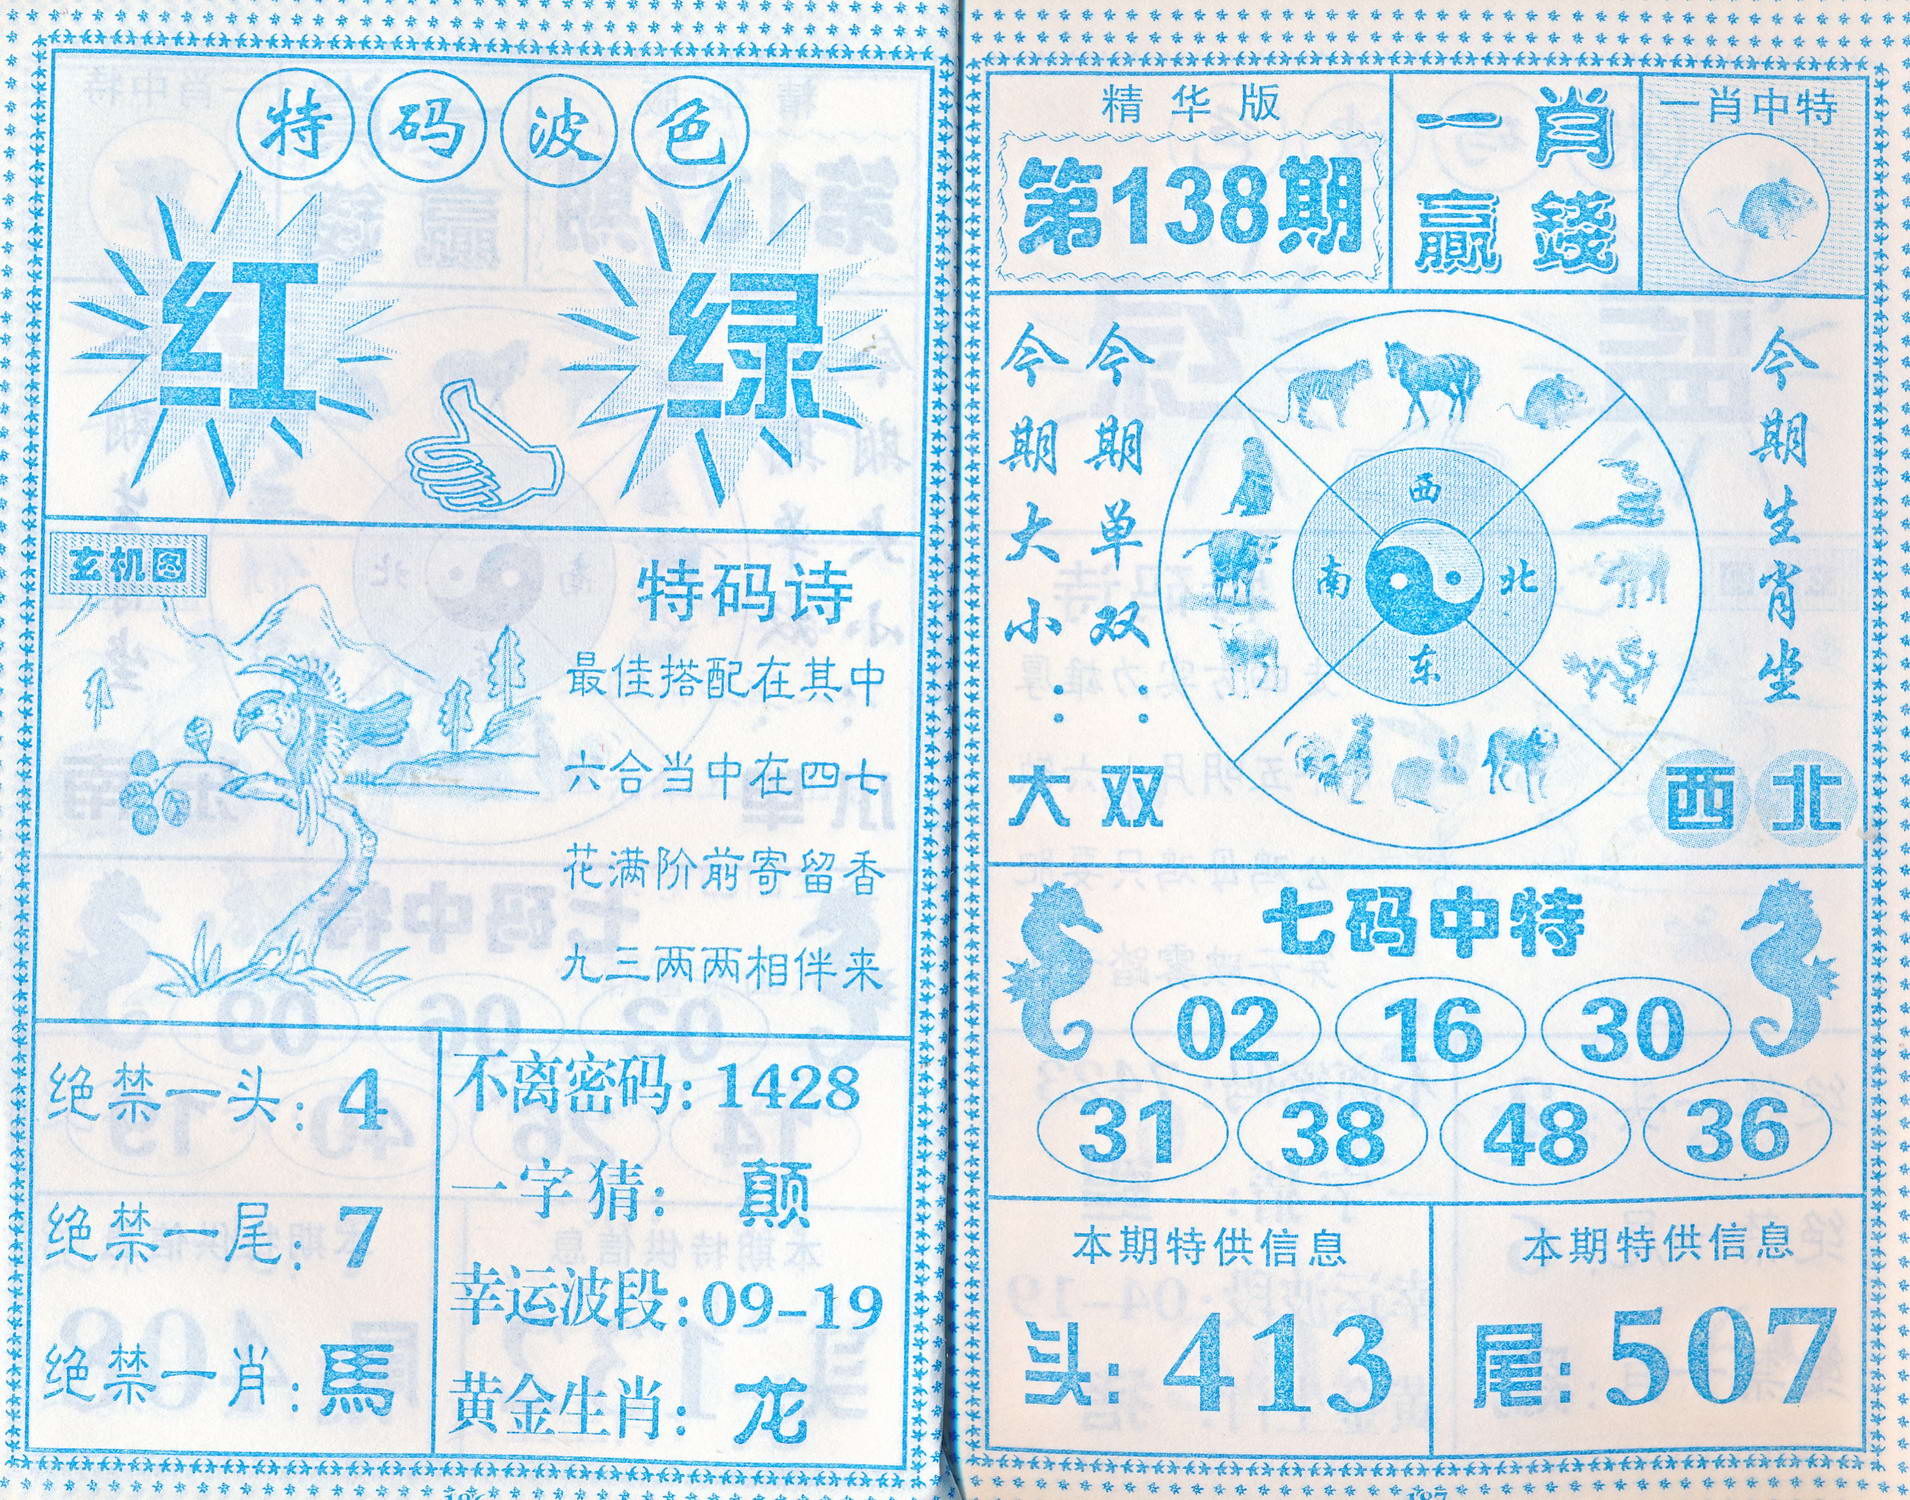 特码波色
红 绿
玄机图
特码诗
最佳搭配在其中
六合当中在四七
花满阶前寄留香
九三两两相伴来
绝禁一头：4
绝禁一尾：7
绝禁一肖：馬
不离密码：1428
一字猜：颠
幸运波段：09-19
黄金生肖：龙
精华版
第138期
一肖
赢錢
一肖中特
今期大小：大
今期单双：双
西
南
北
东
今期生肖坐
西北
七码中特
02 16 30
31 38 48 36
本期特供信息
头：413
本期特供信息
尾：507
187